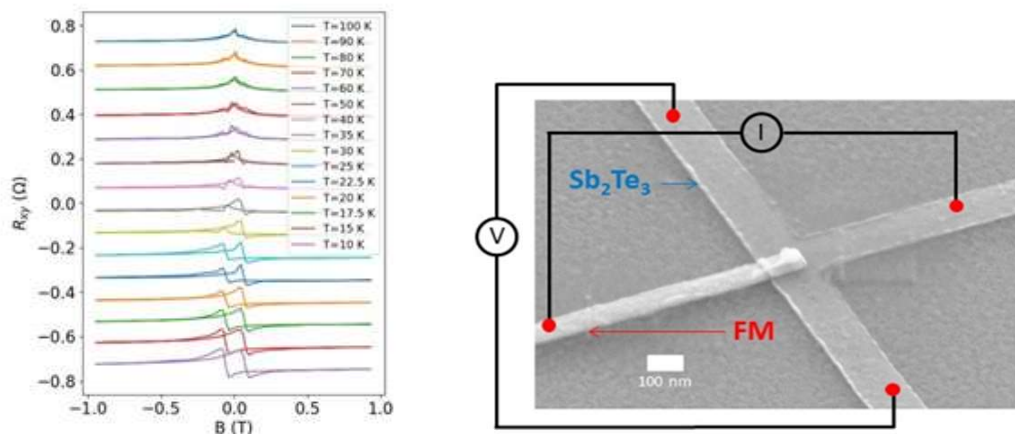 0.8
0.6
0.4
0.2
0.0
−0.2
−0.4
−0.6
−0.8
R_xy (Ω)
−1.0 −0.5 0.0 0.5 1.0
B (T)
T=100 K
T=90 K
T=80 K
T=70 K
T=60 K
T=50 K
T=40 K
T=35 K
T=30 K
T=25 K
T=22.5 K
T=20 K
T=17.5 K
T=15 K
T=10 K
I
Sb₂Te₃
V
FM
100 nm